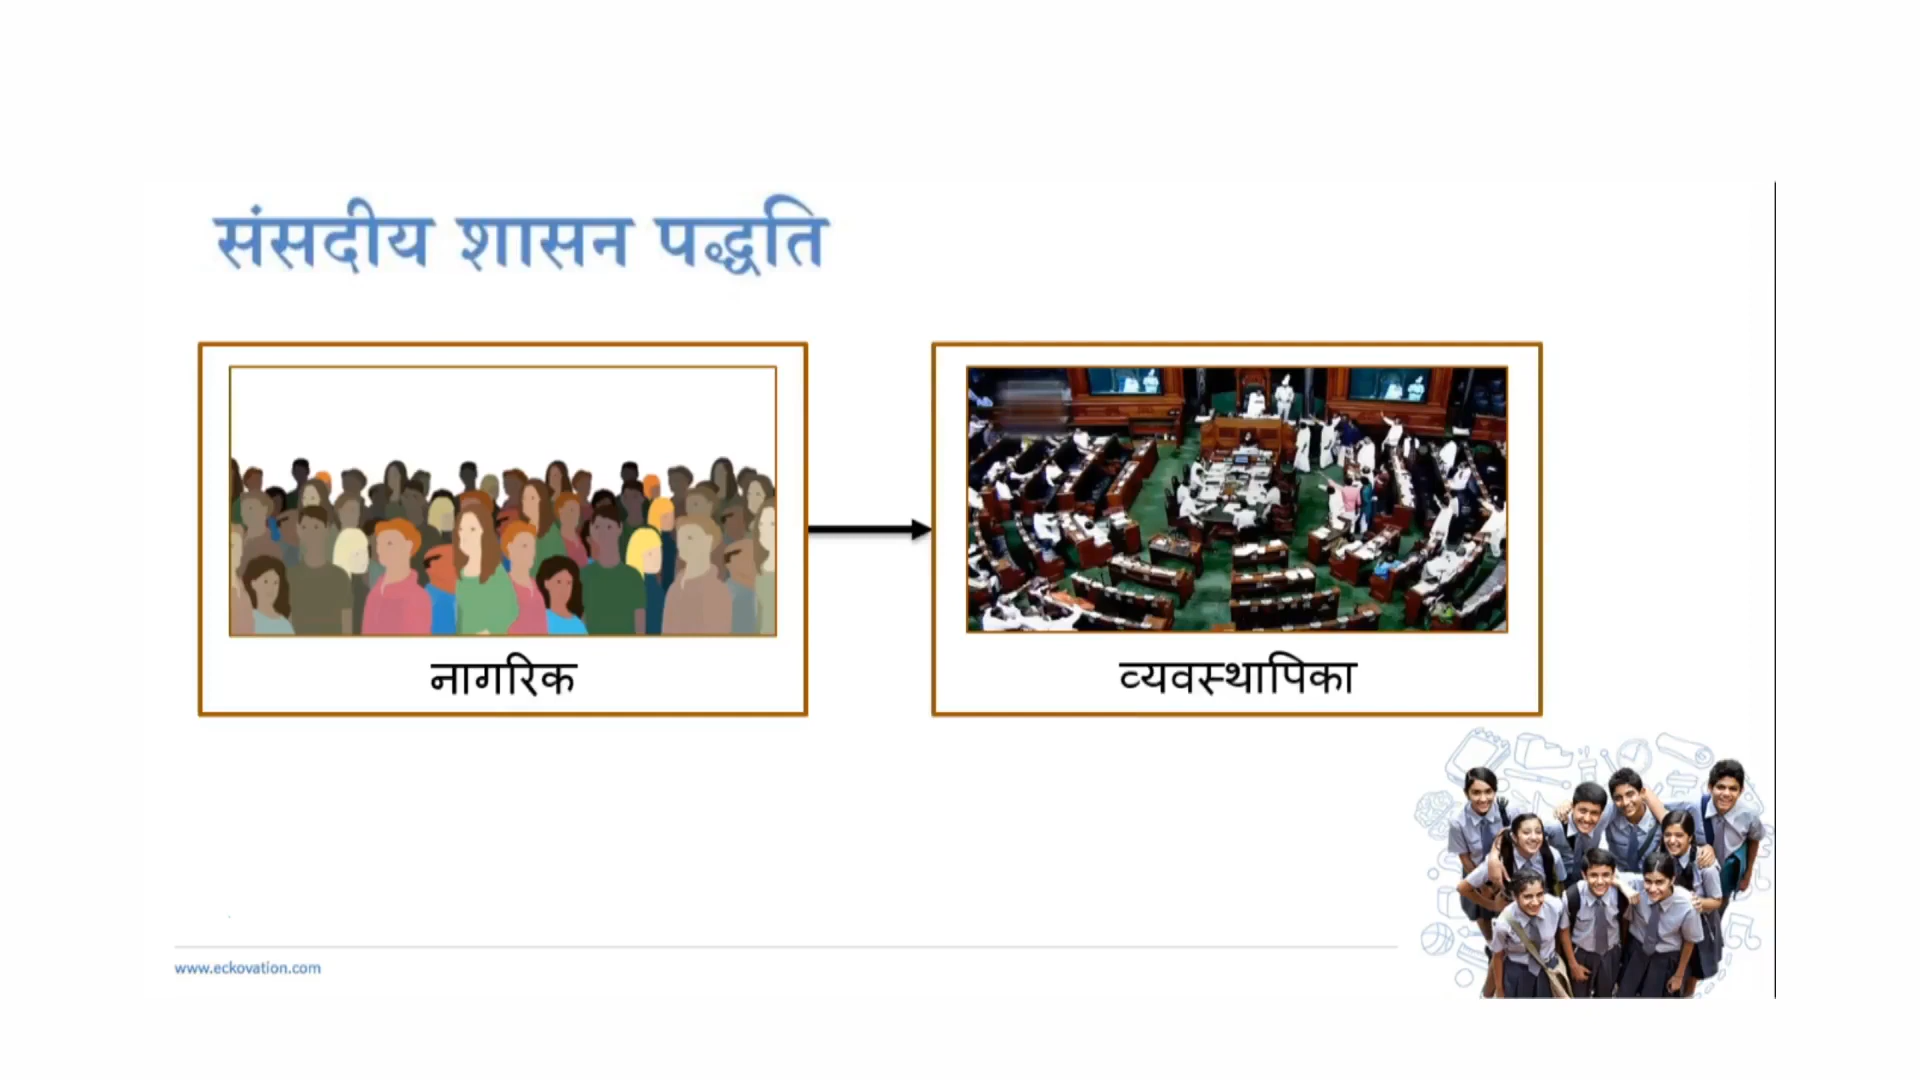 संसदीय शासन पद्धति
नागरिक
व्यवस्थापिका
www.eckovation.com